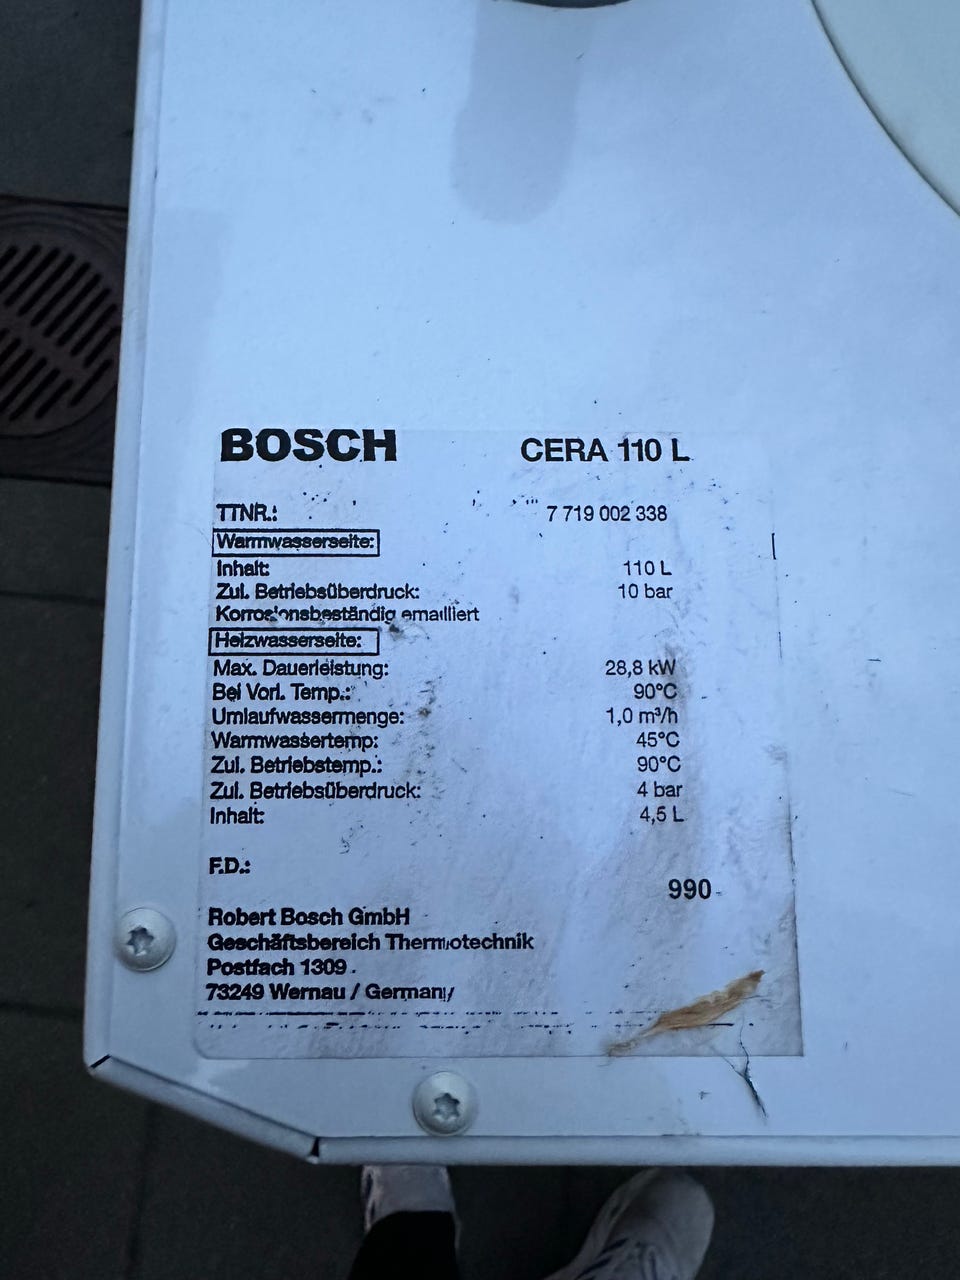 BOSCH CERA 110 L
TTNR.: 7 719 002 338
Warmwasserseite:
Inhalt: 110 L
Zul. Betriebsüberdruck: 10 bar
Korrosionsbeständig emailliert
Heizwasserseite:
Max. Dauerleistung: 28,8 kW
Bei Vorl. Temp.: 90°C
Umlaufwassermenge: 1,0 m³/h
Warmwassertemp: 45°C
Zul. Betriebstemp.: 90°C
Zul. Betriebsüberdruck: 4 bar
Inhalt: 4,5 L
F.D.:
990
Robert Bosch GmbH
Geschäftsbereich Thermotechnik
Postfach 1309
73249 Wernau / Germany